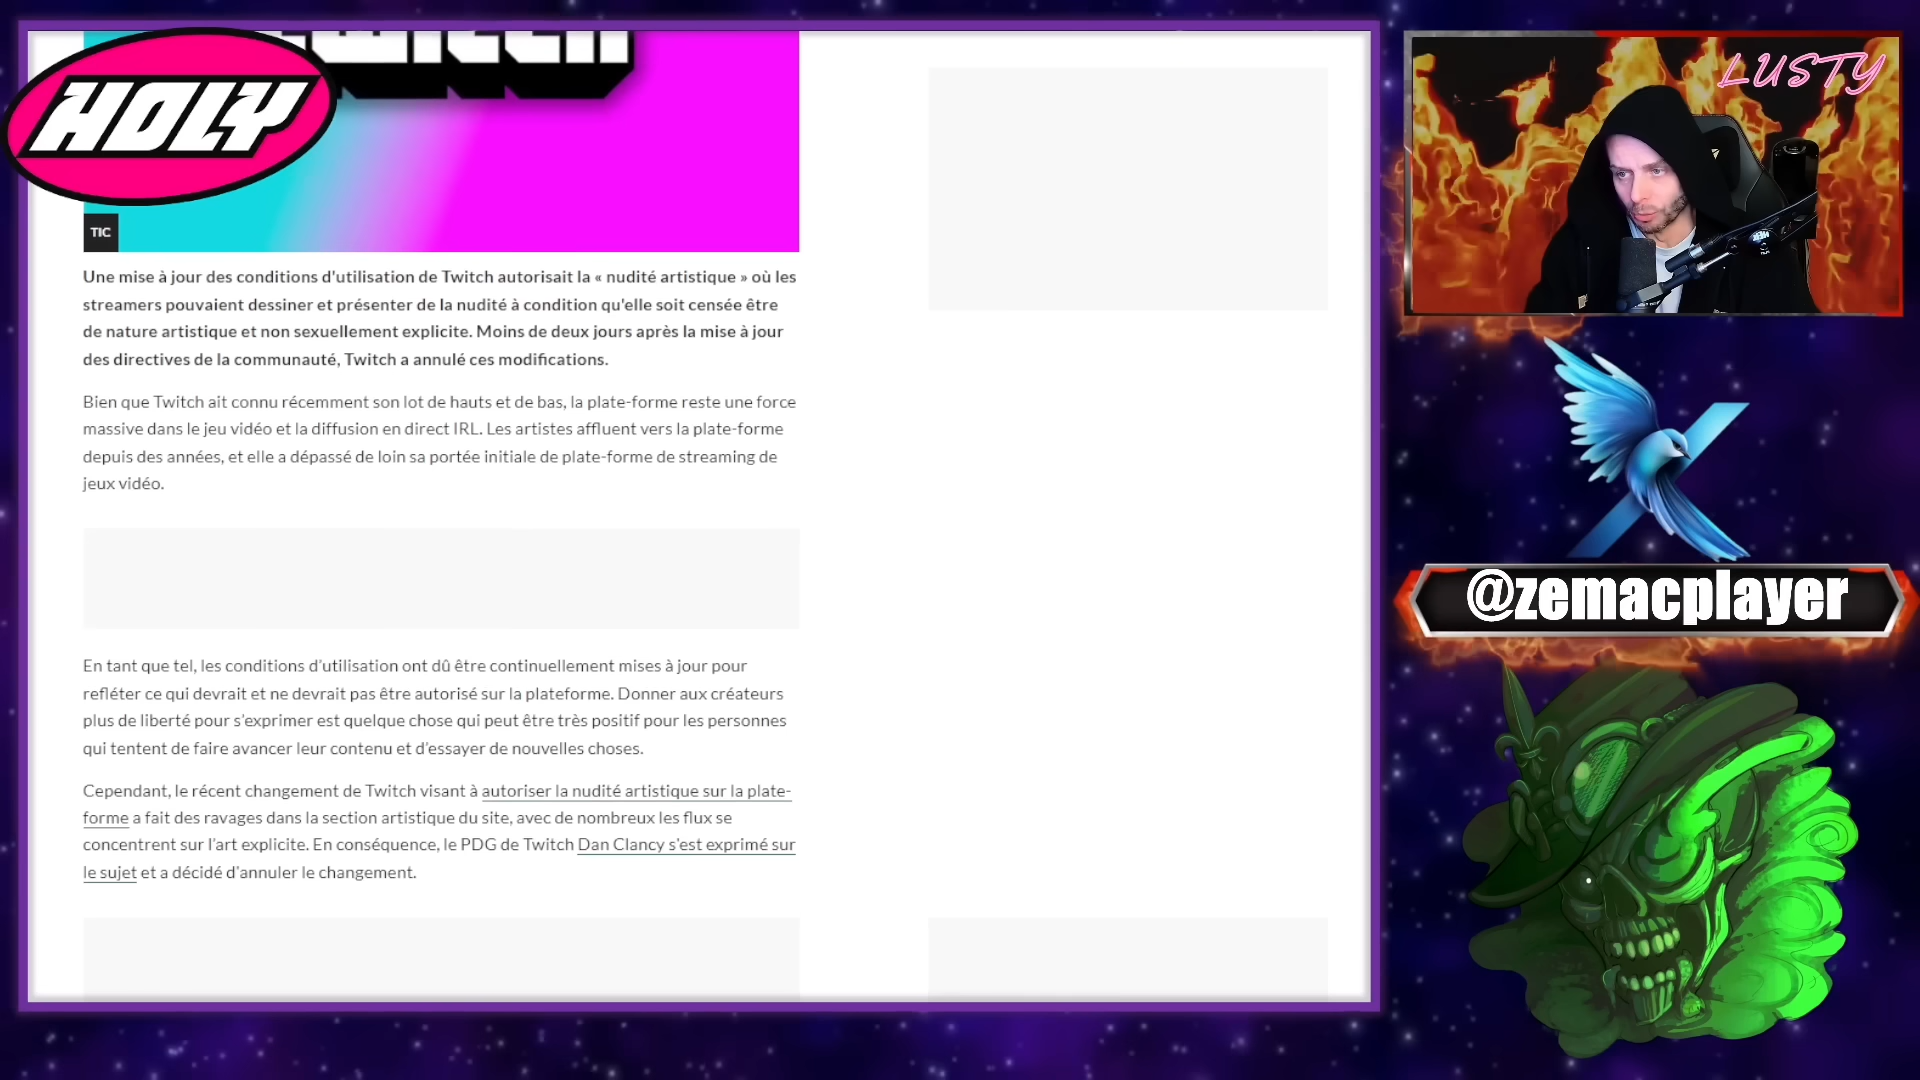 twitch
HOLY
LUSTY
TIC
Une mise à jour des conditions d'utilisation de Twitch autorisait la « nudité artistique » où les
streamers pouvaient dessiner et présenter de la nudité à condition qu'elle soit censée être
de nature artistique et non sexuellement explicite. Moins de deux jours après la mise à jour
des directives de la communauté, Twitch a annulé ces modifications.
Bien que Twitch ait connu récemment son lot de hauts et de bas, la plate-forme reste une force
massive dans le jeu vidéo et la diffusion en direct IRL. Les artistes affluent vers la plate-forme
depuis des années, et elle a dépassé de loin sa portée initiale de plate-forme de streaming de
jeux vidéo.
En tant que tel, les conditions d’utilisation ont dû être continuellement mises à jour pour
refléter ce qui devrait et ne devrait pas être autorisé sur la plateforme. Donner aux créateurs
plus de liberté pour s’exprimer est quelque chose qui peut être très positif pour les personnes
qui tentent de faire avancer leur contenu et d’essayer de nouvelles choses.
Cependant, le récent changement de Twitch visant à autoriser la nudité artistique sur la plate-
forme a fait des ravages dans la section artistique du site, avec de nombreux les flux se
concentrent sur l’art explicite. En conséquence, le PDG de Twitch Dan Clancy s’est exprimé sur
le sujet et a décidé d’annuler le changement.
@zemacplayer